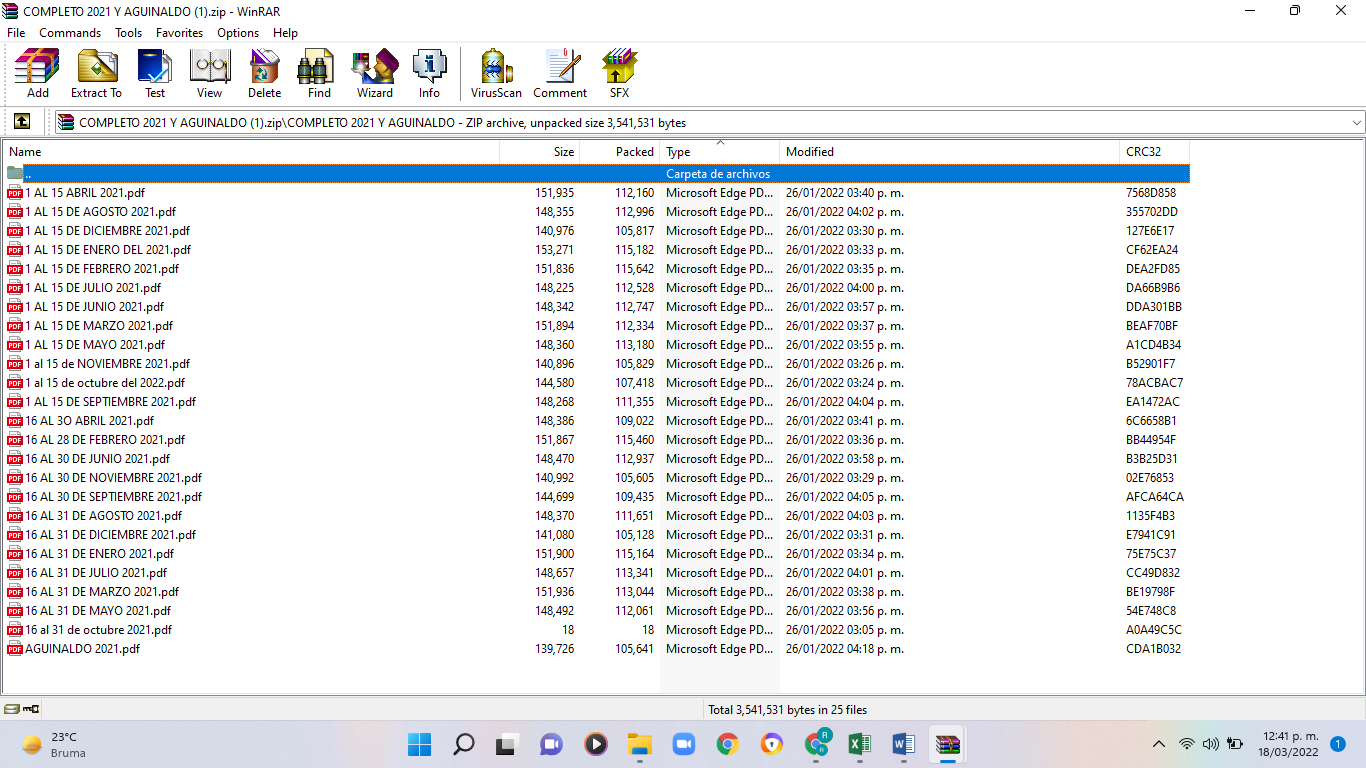 COMPLETO 2021 Y AGUINALDO (1).zip - WinRAR
File Commands Tools Favorites Options Help
Add Extract To Test View Delete Find Wizard Info VirusScan Comment SFX
COMPLETO 2021 Y AGUINALDO (1).zip\COMPLETO 2021 Y AGUINALDO - ZIP archive, unpacked size 3,541,531 bytes
Name Size Packed Type Modified CRC32
.. Carpeta de archivos
1 AL 15 ABRIL 2021.pdf 151,935 112,160 Microsoft Edge PD... 26/01/2022 03:40 p. m. 7568D858
1 AL 15 DE AGOSTO 2021.pdf 148,355 112,996 Microsoft Edge PD... 26/01/2022 04:02 p. m. 355702DD
1 AL 15 DE DICIEMBRE 2021.pdf 140,976 105,817 Microsoft Edge PD... 26/01/2022 03:30 p. m. 127E6E17
1 AL 15 DE ENERO DEL 2021.pdf 153,271 115,182 Microsoft Edge PD... 26/01/2022 03:33 p. m. CF62EA24
1 AL 15 DE FEBRERO 2021.pdf 151,836 115,642 Microsoft Edge PD... 26/01/2022 03:35 p. m. DEA2FD85
1 AL 15 DE JULIO 2021.pdf 148,225 112,528 Microsoft Edge PD... 26/01/2022 04:00 p. m. DA66B9B6
1 AL 15 DE JUNIO 2021.pdf 148,342 112,747 Microsoft Edge PD... 26/01/2022 03:57 p. m. DDA301BB
1 AL 15 DE MARZO 2021.pdf 151,894 112,334 Microsoft Edge PD... 26/01/2022 03:37 p. m. BEAF70BF
1 AL 15 DE MAYO 2021.pdf 148,360 113,180 Microsoft Edge PD... 26/01/2022 03:55 p. m. A1CD4B34
1 al 15 de NOVIEMBRE 2021.pdf 140,896 105,829 Microsoft Edge PD... 26/01/2022 03:26 p. m. B52901F7
1 al 15 de octubre del 2022.pdf 144,580 107,418 Microsoft Edge PD... 26/01/2022 03:24 p. m. 78ACBAC7
1 AL 15 DE SEPTIEMBRE 2021.pdf 148,268 111,355 Microsoft Edge PD... 26/01/2022 04:04 p. m. EA1472AC
16 AL 3O ABRIL 2021.pdf 148,386 109,022 Microsoft Edge PD... 26/01/2022 03:41 p. m. 6C6658B1
16 AL 28 DE FEBRERO 2021.pdf 151,867 115,460 Microsoft Edge PD... 26/01/2022 03:36 p. m. BB44954F
16 AL 30 DE JUNIO 2021.pdf 148,470 112,937 Microsoft Edge PD... 26/01/2022 03:58 p. m. B3B25D31
16 AL 30 DE NOVIEMBRE 2021.pdf 140,992 105,605 Microsoft Edge PD... 26/01/2022 03:29 p. m. 02E76853
16 AL 30 DE SEPTIEMBRE 2021.pdf 144,699 109,435 Microsoft Edge PD... 26/01/2022 04:05 p. m. AFCA64CA
16 AL 31 DE AGOSTO 2021.pdf 148,370 111,651 Microsoft Edge PD... 26/01/2022 04:03 p. m. 1135F4B3
16 AL 31 DE DICIEMBRE 2021.pdf 141,080 105,128 Microsoft Edge PD... 26/01/2022 03:31 p. m. E7941C91
16 AL 31 DE ENERO 2021.pdf 151,900 115,164 Microsoft Edge PD... 26/01/2022 03:34 p. m. 75E75C37
16 AL 31 DE JULIO 2021.pdf 148,657 113,341 Microsoft Edge PD... 26/01/2022 04:01 p. m. CC49D832
16 AL 31 DE MARZO 2021.pdf 151,936 113,044 Microsoft Edge PD... 26/01/2022 03:38 p. m. BE19798F
16 AL 31 DE MAYO 2021.pdf 148,492 112,061 Microsoft Edge PD... 26/01/2022 03:56 p. m. 54E748C8
16 al 31 de octubre 2021.pdf 18 18 Microsoft Edge PD... 26/01/2022 03:05 p. m. A0A49C5C
AGUINALDO 2021.pdf 139,726 105,641 Microsoft Edge PD... 26/01/2022 04:18 p. m. CDA1B032
Total 3,541,531 bytes in 25 files
23°C
Bruma
12:41 p. m.
18/03/2022
1